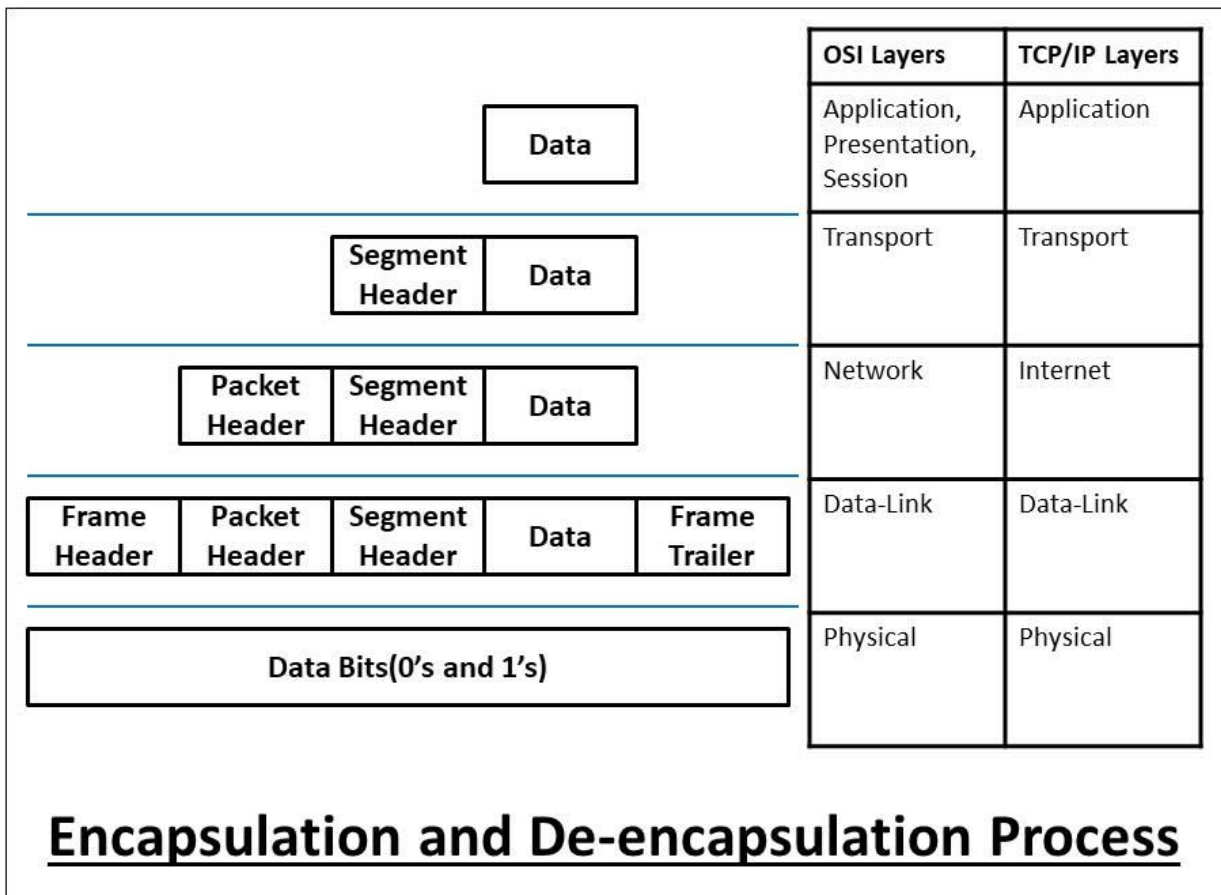 OSI Layers
TCP/IP Layers
Data
Application,
Presentation,
Session
Application
Segment
Header
Data
Transport
Transport
Packet
Header
Segment
Header
Data
Network
Internet
Frame
Header
Packet
Header
Segment
Header
Data
Frame
Trailer
Data-Link
Data-Link
Data Bits(0's and 1's)
Physical
Physical
Encapsulation and De-encapsulation Process